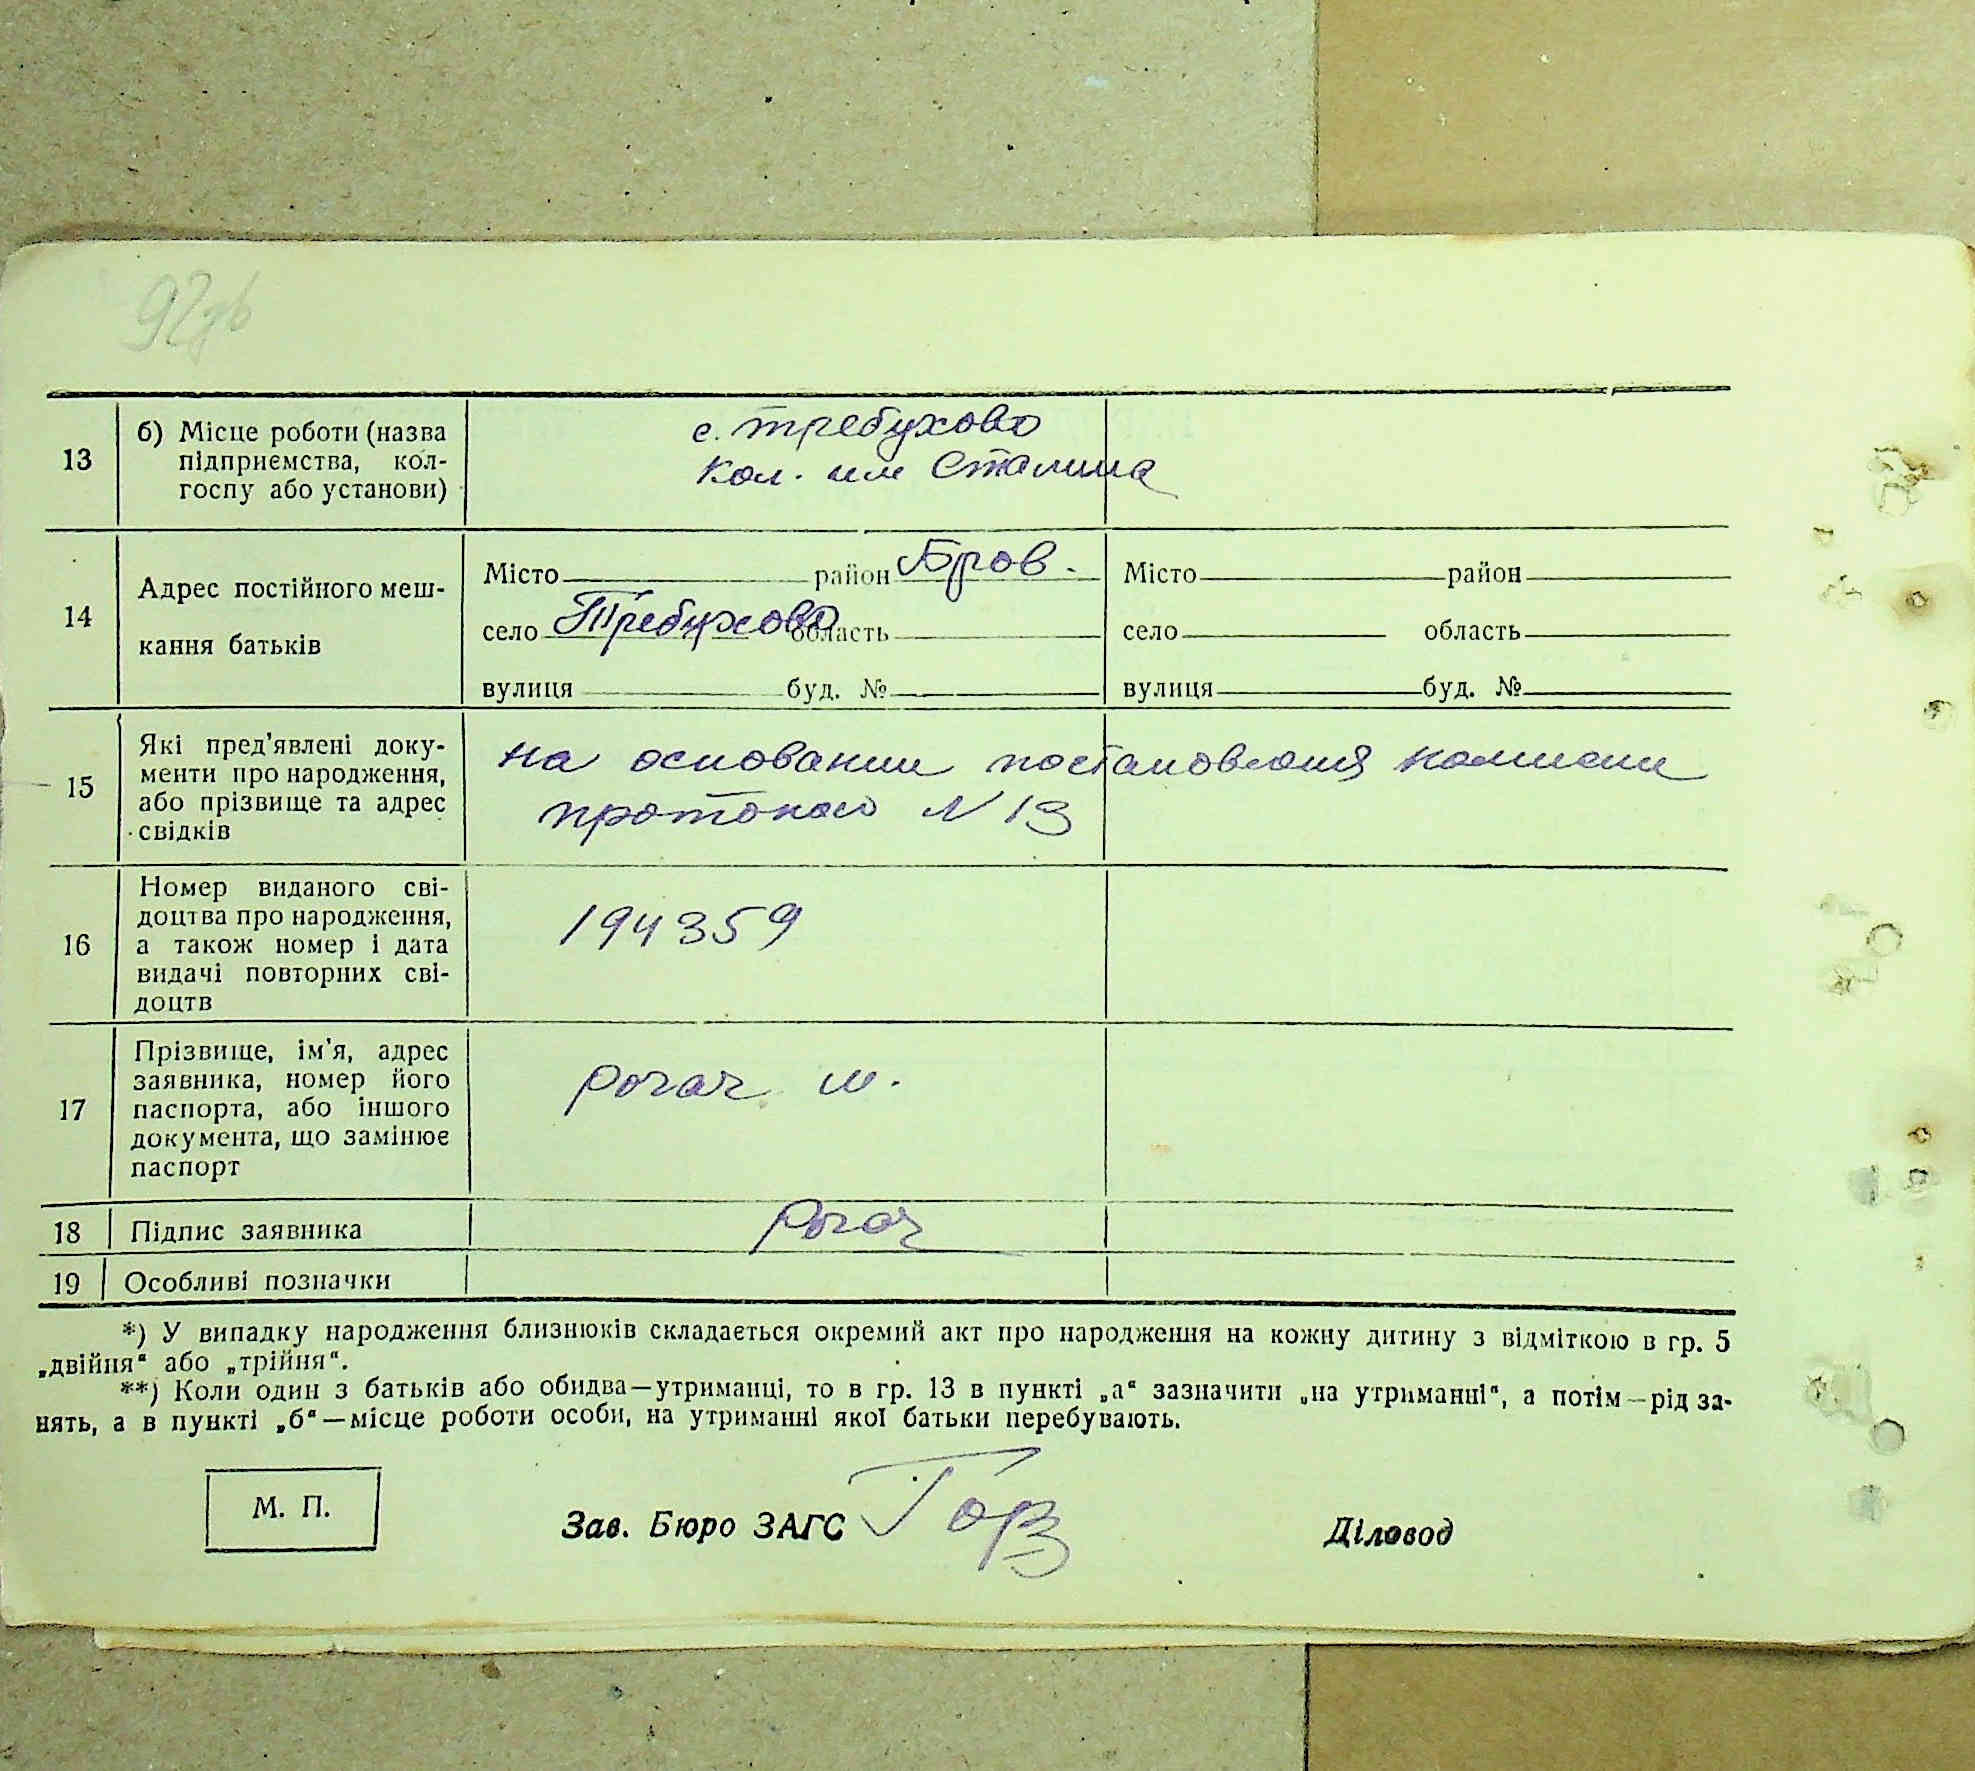 92зв
13 б) Місце роботи (назва підприємства, кол-госпу або установи)
с. Требухово
Кол. им Сталина
14 Адрес постійного меш-
кання батьків
Місто район Бров. Місто район
село Требухово область село область
вулиця буд. № вулиця буд. №
15 Які пред'явлені доку-
менти про народження,
або прізвище та адрес
свідків
на основании постановления комиссии
протокол N 13
16 Номер виданого сві-
доцтва про народження,
а також номер і дата
видачі повторних сві-
доцтв
194359
17 Прізвище, ім'я, адрес
заявника, номер його
паспорта, або іншого
документа, що замінює
паспорт
Рогач М.
18 Підпис заявника Рогач
19 Особливі позначки
*) У випадку народження близнюків складається окремий акт про народження на кожну дитину з відміткою в гр. 5
„двійня“ або „трійня“.
**) Коли один з батьків або обидва—утриманці, то в гр. 13 в пункті „а“ зазначити „на утриманні“, а потім—рід за-
нять, а в пункті „б“—місце роботи особи, на утриманні якої батьки перебувають.
М. П. Зав. Бюро ЗАГС Діловод